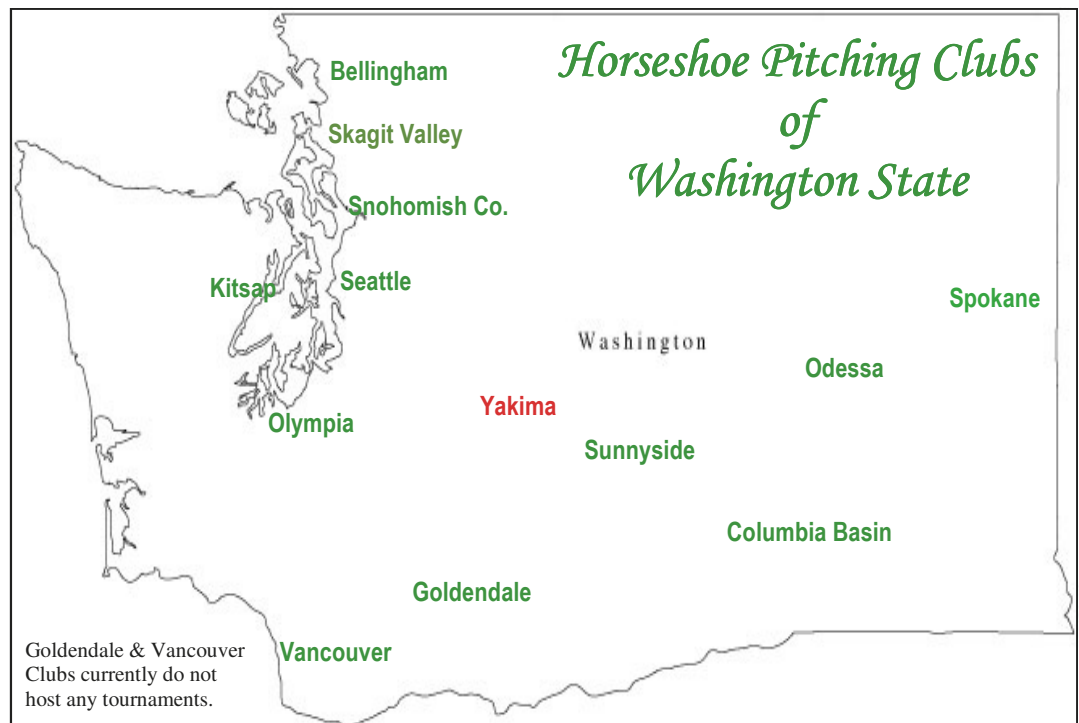 Horseshoe Pitching Clubs
of
Washington State
Bellingham
Skagit Valley
Snohomish Co.
Kitsap
Seattle
Spokane
Washington
Odessa
Yakima
Olympia
Sunnyside
Columbia Basin
Goldendale
Vancouver
Goldendale & Vancouver
Clubs currently do not
host any tournaments.